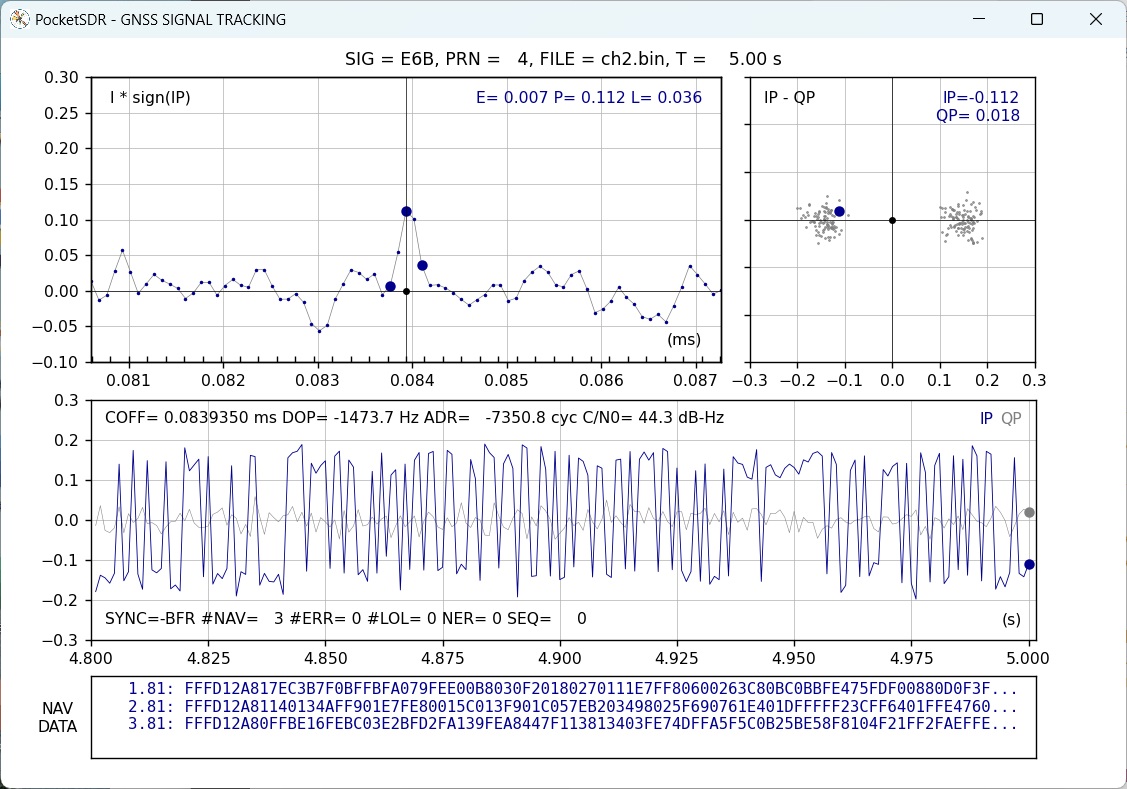 PocketSDR - GNSS SIGNAL TRACKING
SIG = E6B, PRN = 4, FILE = ch2.bin, T = 5.00 s
I * sign(IP)
E= 0.007 P= 0.112 L= 0.036
0.30
0.25
0.20
0.15
0.10
0.05
0.00
−0.05
−0.10
(ms)
0.081 0.082 0.083 0.084 0.085 0.086 0.087
IP - QP
IP=-0.112
QP= 0.018
−0.3 −0.2 −0.1 0.0 0.1 0.2 0.3
COFF= 0.0839350 ms DOP= -1473.7 Hz ADR= -7350.8 cyc C/N0= 44.3 dB-Hz
IP QP
0.3
0.2
0.1
0.0
−0.1
−0.2
−0.3
SYNC=-BFR #NAV= 3 #ERR= 0 #LOL= 0 NER= 0 SEQ= 0
(s)
4.800 4.825 4.850 4.875 4.900 4.925 4.950 4.975 5.000
NAV
DATA
1.81: FFFD12A817EC3B7F0BFFBFA079FEE00B8030F20180270111E7FF80600263C80BC0BBFE475FDF00880D0F3F...
2.81: FFFD12A81140134AFF901E7FE80015C013F901C057EB203498025F690761E401DFFFFF23CFF6401FFE4760...
3.81: FFFD12A80FFBE16FEBC03E2BFD2FA139FEA8447F113813403FE74DFFA5F5C0B25BE58F8104F21FF2FAEFFE...